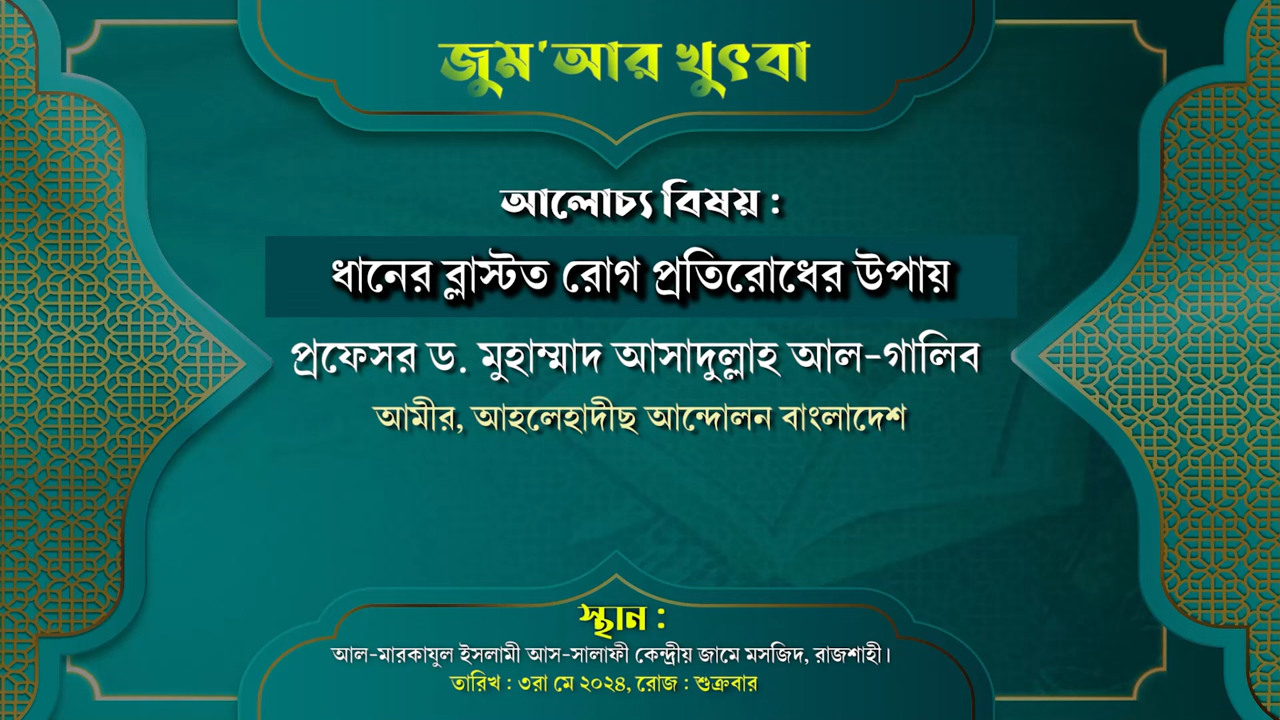 জুম'আর খুৎবা
আলোচ্য বিষয় :
ধানের ব্লাস্টত রোগ প্রতিরোধের উপায়
প্রফেসর ড. মুহাম্মাদ আসাদুল্লাহ আল-গালিব
আমীর, আহলেহাদীছ আন্দোলন বাংলাদেশ
স্থান :
আল-মারকাযুল ইসলামী আস-সালাফী কেন্দ্রীয় জামে মসজিদ, রাজশাহী।
তারিখ : ৩রা মে ২০২৪, রোজ : শুক্রবার